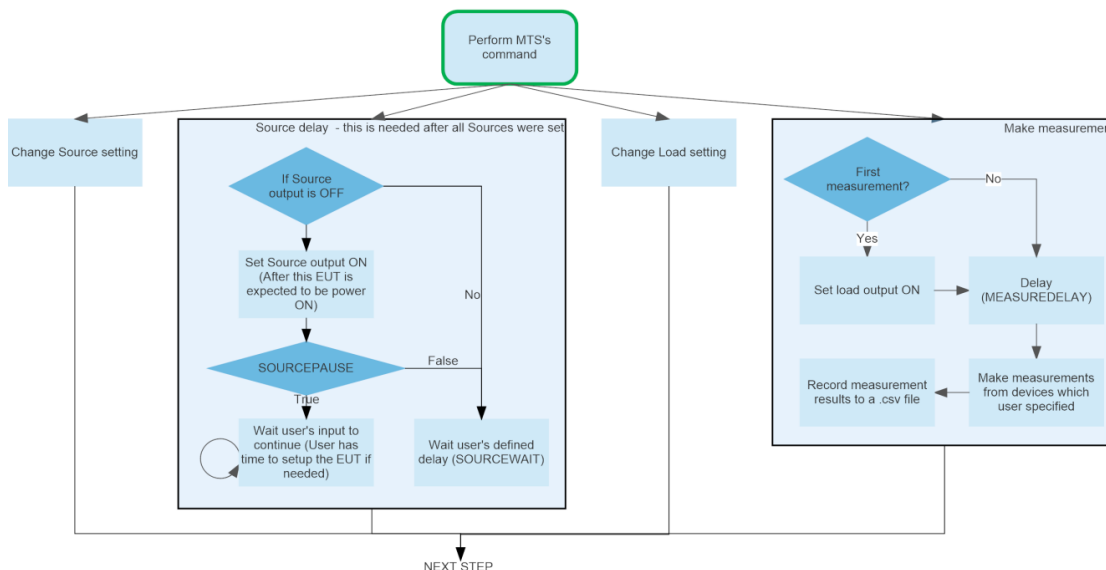 Perform MTS's
command
Source delay  - this is needed after all Sources were set
Make measuremen
Change Source setting
If Source
output is OFF
Change Load setting
First
measurement?
No
Yes
Set Source output ON
(After this EUT is
expected to be power
ON)
No
Set load output ON
Delay
(MEASUREDELAY)
SOURCEPAUSE
False
True
Record measurement
results to a .csv file
Make measurements
from devices which
user specified
Wait user's input to
continue (User has
time to setup the EUT if
needed)
Wait user's defined
delay (SOURCEWAIT)
NEXT STEP